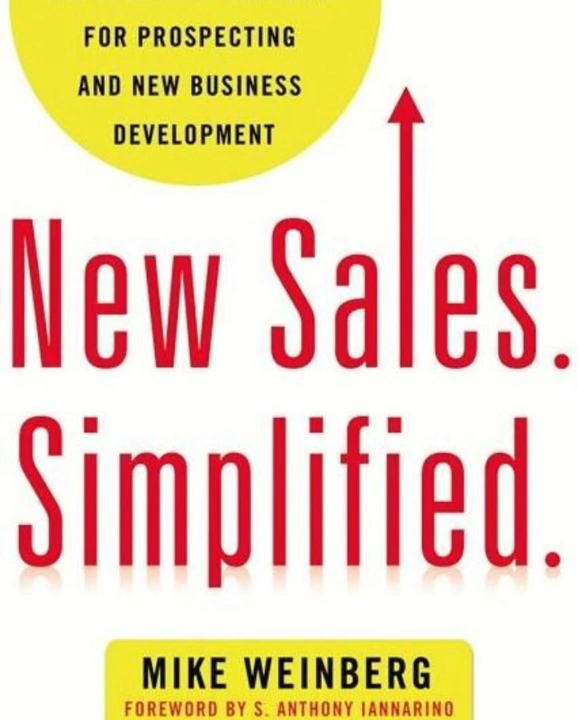 FOR PROSPECTING
AND NEW BUSINESS
DEVELOPMENT
New Sales.
Simplified.
MIKE WEINBERG
FOREWORD BY S. ANTHONY IANNARINO